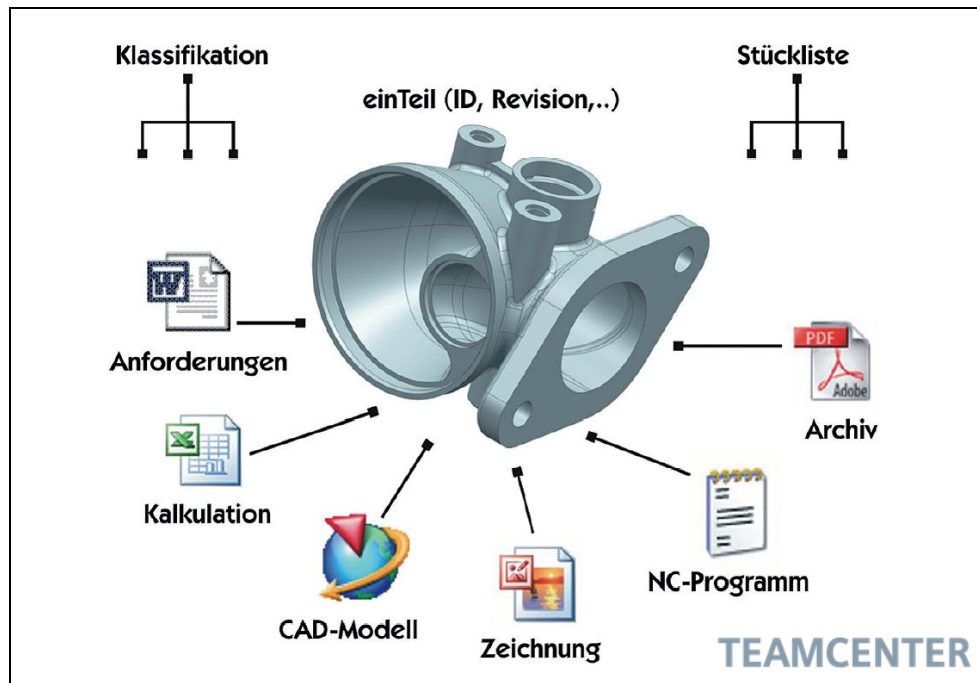 Klassifikation
Stückliste
einTeil (ID, Revision,..)
W
Anforderungen
PDF
Adobe
Archiv
X
Kalkulation
NC-Programm
CAD-Modell
Zeichnung
TEAMCENTER